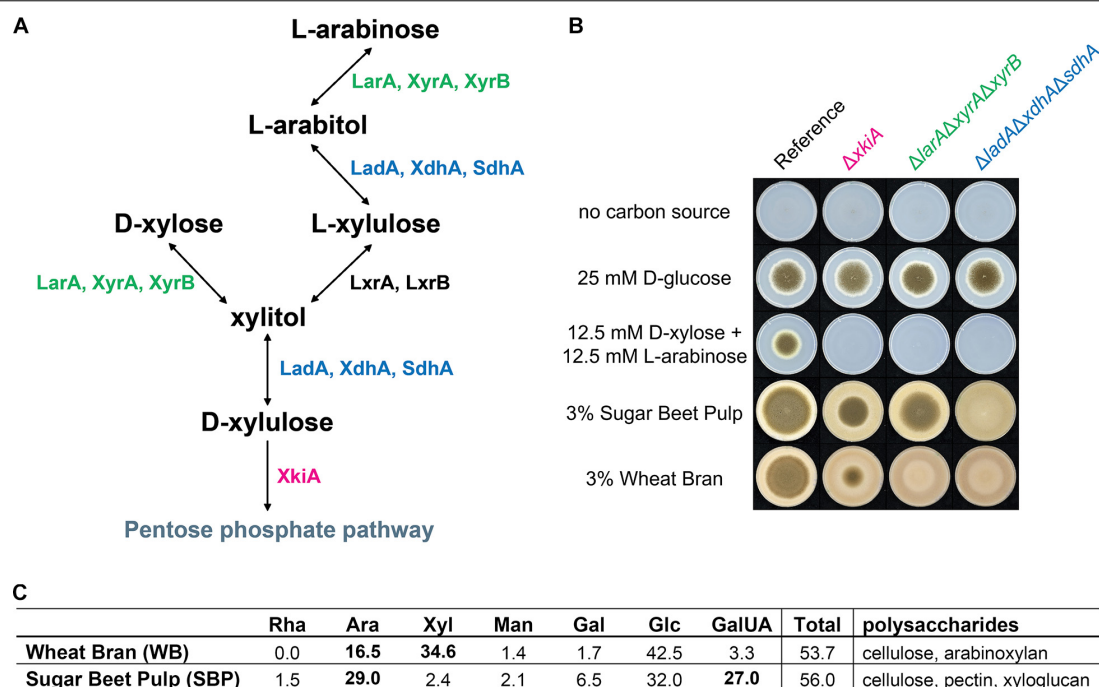 A
L-arabinose
LarA, XyrA, XyrB
L-arabitol
LadA, XdhA, SdhA
D-xylose
L-xylulose
LarA, XyrA, XyrB
LxrA, LxrB
xylitol
LadA, XdhA, SdhA
D-xylulose
XkiA
Pentose phosphate pathway
B
Reference
ΔxkiA
ΔlarAΔxyrAΔxyrB
ΔladAΔxdhAΔsdhA
no carbon source
25 mM D-glucose
12.5 mM D-xylose +
12.5 mM L-arabinose
3% Sugar Beet Pulp
3% Wheat Bran
C
Rha Ara Xyl Man Gal Glc GalUA Total polysaccharides
Wheat Bran (WB) 0.0 16.5 34.6 1.4 1.7 42.5 3.3 53.7 cellulose, arabinoxylan
Sugar Beet Pulp (SBP) 1.5 29.0 2.4 2.1 6.5 32.0 27.0 56.0 cellulose, pectin, xyloglucan